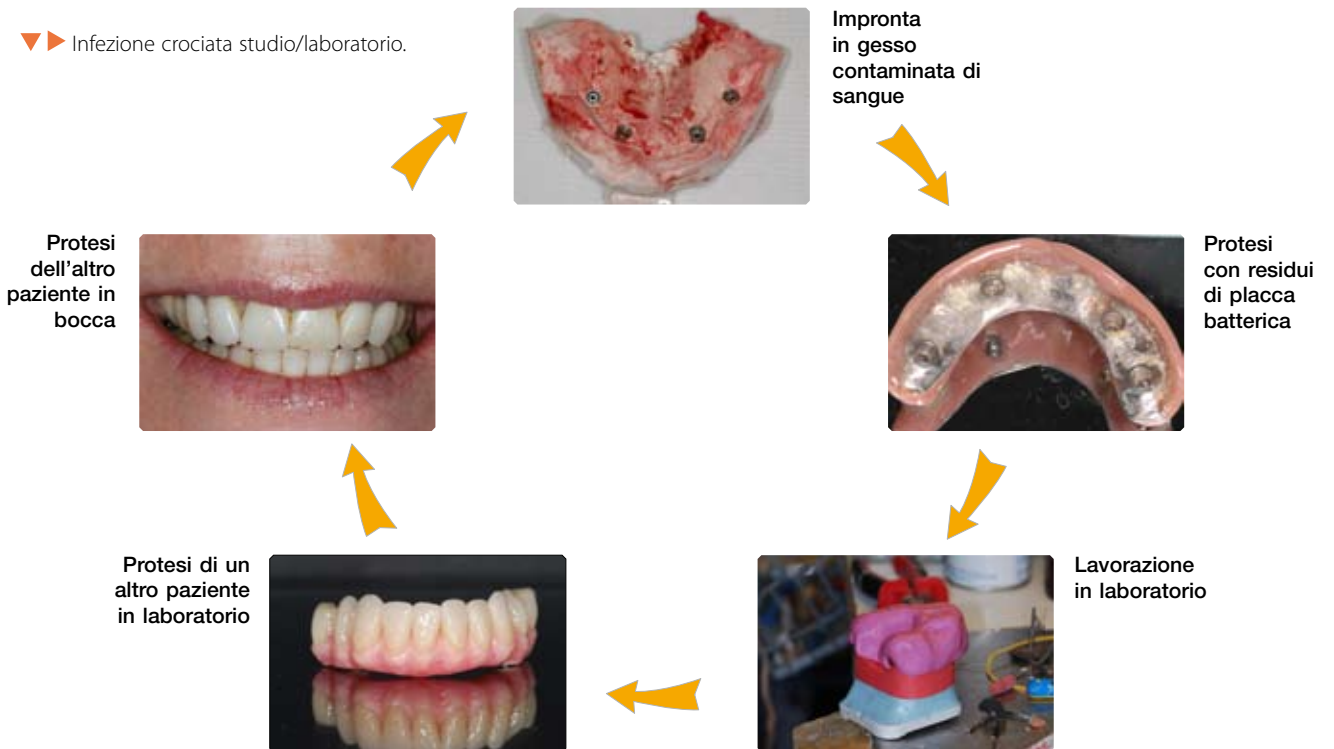 Infezione crociata studio/laboratorio.
Impronta
in gesso
contaminata di
sangue
Protesi
con residui
di placca
batterica
Lavorazione
in laboratorio
Protesi di un
altro paziente
in laboratorio
Protesi
dell'altro
paziente in
bocca